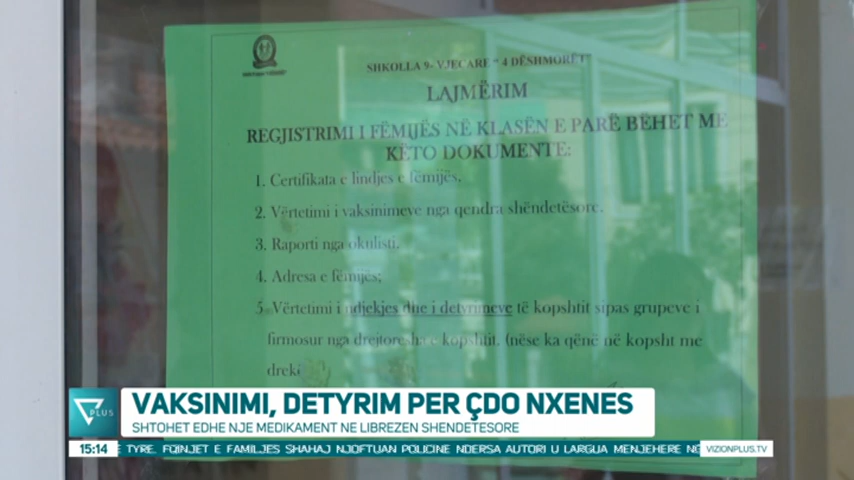 SHKOLLA 9- VJECARE " 4 DËSHMORËT
LAJMËRIM
REGJISTRIMI I FËMIJËS NË KLASËN E PARË BËHET ME
KËTO DOKUMENTE:
1. Certifikata e lindjes e fëmijës,
2. Vërtetimi i vaksinimeve nga qendra shëndetësore.
3. Raporti nga okulisti.
4. Adresa e fëmijës;
5 Vërtetimi i ndjekjes dhe i detyrimeve të kopshtit sipas grupeve i
firmosur nga drejtoresha e kopshtit. (nëse ka qënë në kopsht me
PLUS
VAKSINIMI, DETYRIM PER ÇDO NXENES
SHTOHET EDHE NJE MEDIKAMENT NE LIBREZEN SHENDETESORE
15:14 E TYRE. FQINJET E FAMILJES SHAHAJ NJOFTUAN POLICINE NDERSA AUTORI U LARGUA MENJEHERE NG VIZIONPLUS.TV